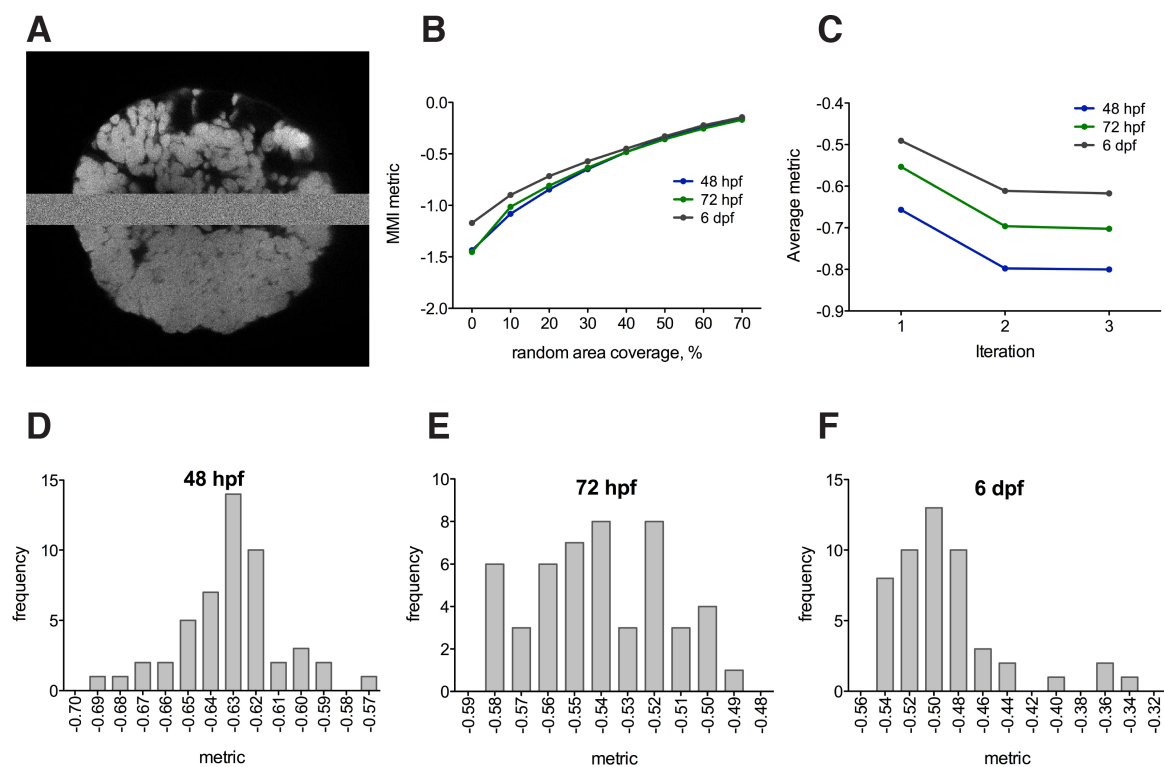 A
B
C
0.0
-0.5
-1.0
-1.5
-2.0
MMI metric
48 hpf
72 hpf
6 dpf
0 10 20 30 40 50 60 70
random area coverage, %
-0.4
-0.5
-0.6
-0.7
-0.8
-0.9
Average metric
48 hpf
72 hpf
6 dpf
1 2 3
Iteration
D
E
F
48 hpf
15
10
5
0
frequency
-0.70 -0.69 -0.68 -0.67 -0.66 -0.65 -0.64 -0.63 -0.62 -0.61 -0.60 -0.59 -0.58 -0.57
metric
72 hpf
10
8
6
4
2
0
frequency
-0.59 -0.58 -0.57 -0.56 -0.55 -0.54 -0.53 -0.52 -0.51 -0.50 -0.49 -0.48
metric
6 dpf
15
10
5
0
frequency
-0.56 -0.54 -0.52 -0.50 -0.48 -0.46 -0.44 -0.42 -0.40 -0.38 -0.36 -0.34 -0.32
metric